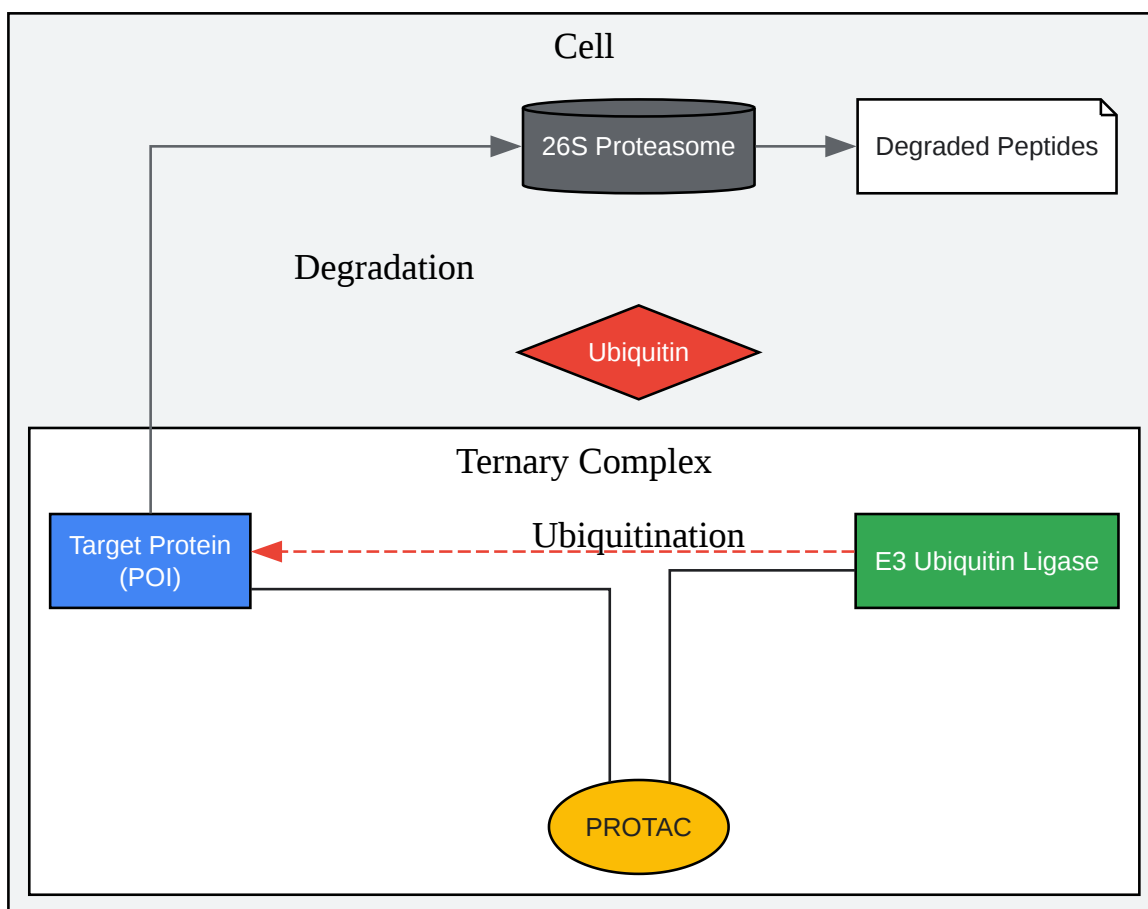 Cell
26S Proteasome
Degraded Peptides
Degradation
Ubiquitin
Ternary Complex
Ubiquitination
Target Protein
(POI)
E3 Ubiquitin Ligase
PROTAC